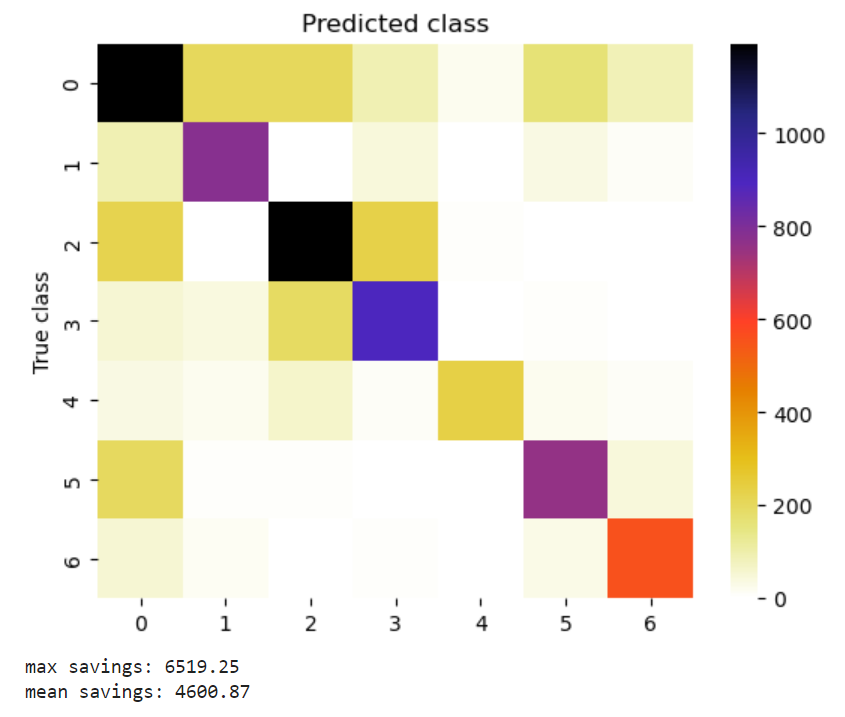 Predicted class
True class
0
1
2
3
4
5
6
0 1 2 3 4 5 6
1000
800
600
400
200
0
max savings: 6519.25
mean savings: 4600.87